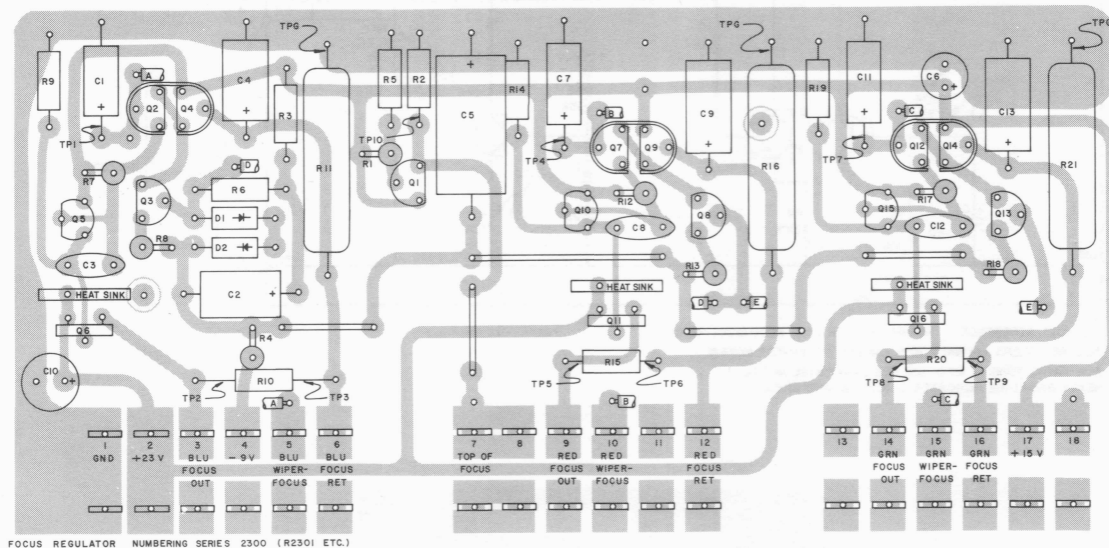 TPG
TPG
TPG
R9
C1
A
Q2
Q4
C4
R3
R11
R5
R2
C5
R14
C7
B
Q7
Q9
C9
R16
R19
C11
C6
C
Q12
Q14
C13
R21
+
+
+
+
+
+
+
+
TP1
TP10
TP4
TP7
R7
D
R1
Q1
R12
R17
Q5
Q3
R6
D1
D2
Q10
C8
Q8
Q15
C12
Q13
R8
C3
R13
R18
HEAT SINK
C2
+
HEAT SINK
D
E
HEAT SINK
E
Q6
R4
Q11
Q16
C10
+
R10
R15
R20
TP2
TP3
TP5
TP6
TP8
TP9
A
B
C
1
GND
2
+23 V
3
BLU
FOCUS
OUT
4
-9V
5
BLU
WIPER-
FOCUS
6
BLU
FOCUS
RET
7
TOP OF
FOCUS
8
9
RED
FOCUS
OUT
10
RED
WIPER-
FOCUS
11
12
RED
FOCUS
RET
13
14
GRN
FOCUS
OUT
15
GRN
WIPER-
FOCUS
16
GRN
FOCUS
RET
17
+15 V
18
FOCUS REGULATOR NUMBERING SERIES 2300 (R2301 ETC.)